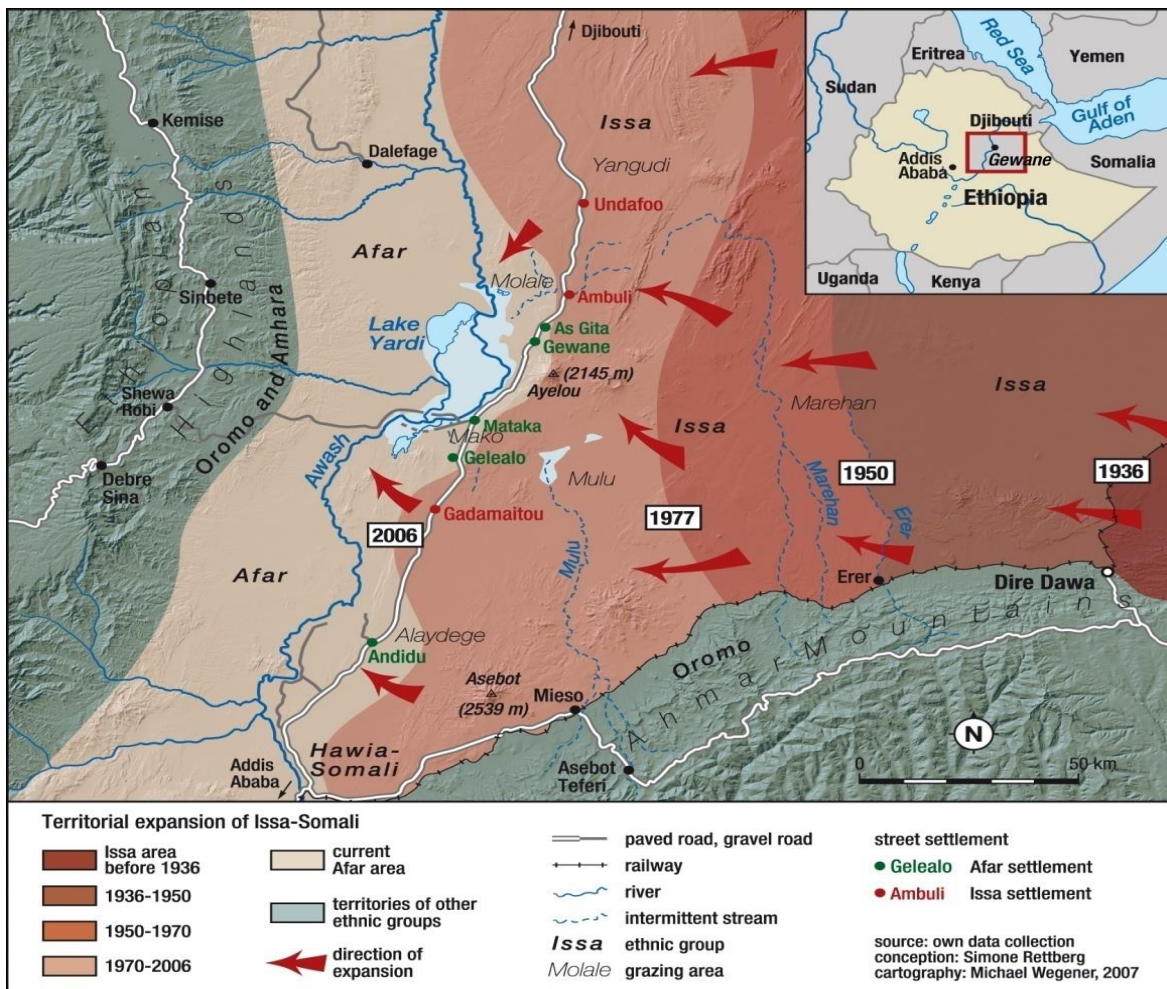 Djibouti
Kemise
Issa
Yangudi
Dalefage
Undafoo
Afar
Sinbete
Molale
Ambuli
Lake
Yardi
As Gita
Gewane
(2145 m)
Ayelou
Ethiopian
Highlands
Oromo and Amhara
Shewa
Robi
Debre
Sina
Awash
Mataka
Mako
Gelealo
Mulu
Gadamaitou
2006
1977
Issa
Marehan
1950
Issa
1936
Marehan
Erer
Mulu
Erer
Dire Dawa
Afar
Alaydege
Andidu
Asebot
(2539 m)
Mieso
Oromo
Ahmar Mountains
Hawia-
Somali
Addis
Ababa
Asebot
Teferi
N
0
50 km
Red
Sea
Eritrea
Yemen
Sudan
Gulf of
Aden
Djibouti
Gewane
Addis
Ababa
Somalia
Ethiopia
Uganda
Kenya
Territorial expansion of Issa-Somali
Issa area
before 1936
1936-1950
1950-1970
1970-2006
current
Afar area
territories of other
ethnic groups
direction of
expansion
paved road, gravel road
railway
river
intermittent stream
Issa ethnic group
Molale grazing area
street settlement
Gelealo Afar settlement
Ambuli Issa settlement
source: own data collection
conception: Simone Rettberg
cartography: Michael Wegener, 2007